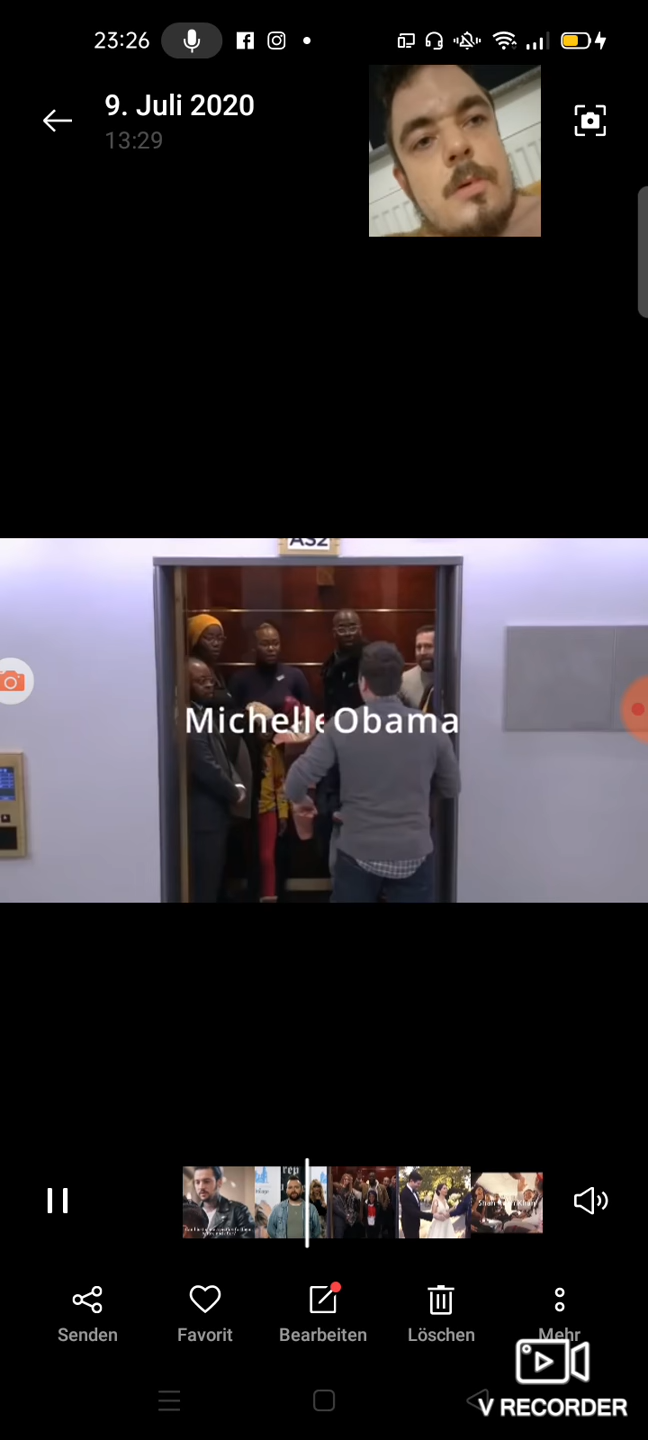 23:26
9. Juli 2020
13:29
A32
Michelle Obama
Senden
Favorit
Bearbeiten
Löschen
Mehr
V RECORDER